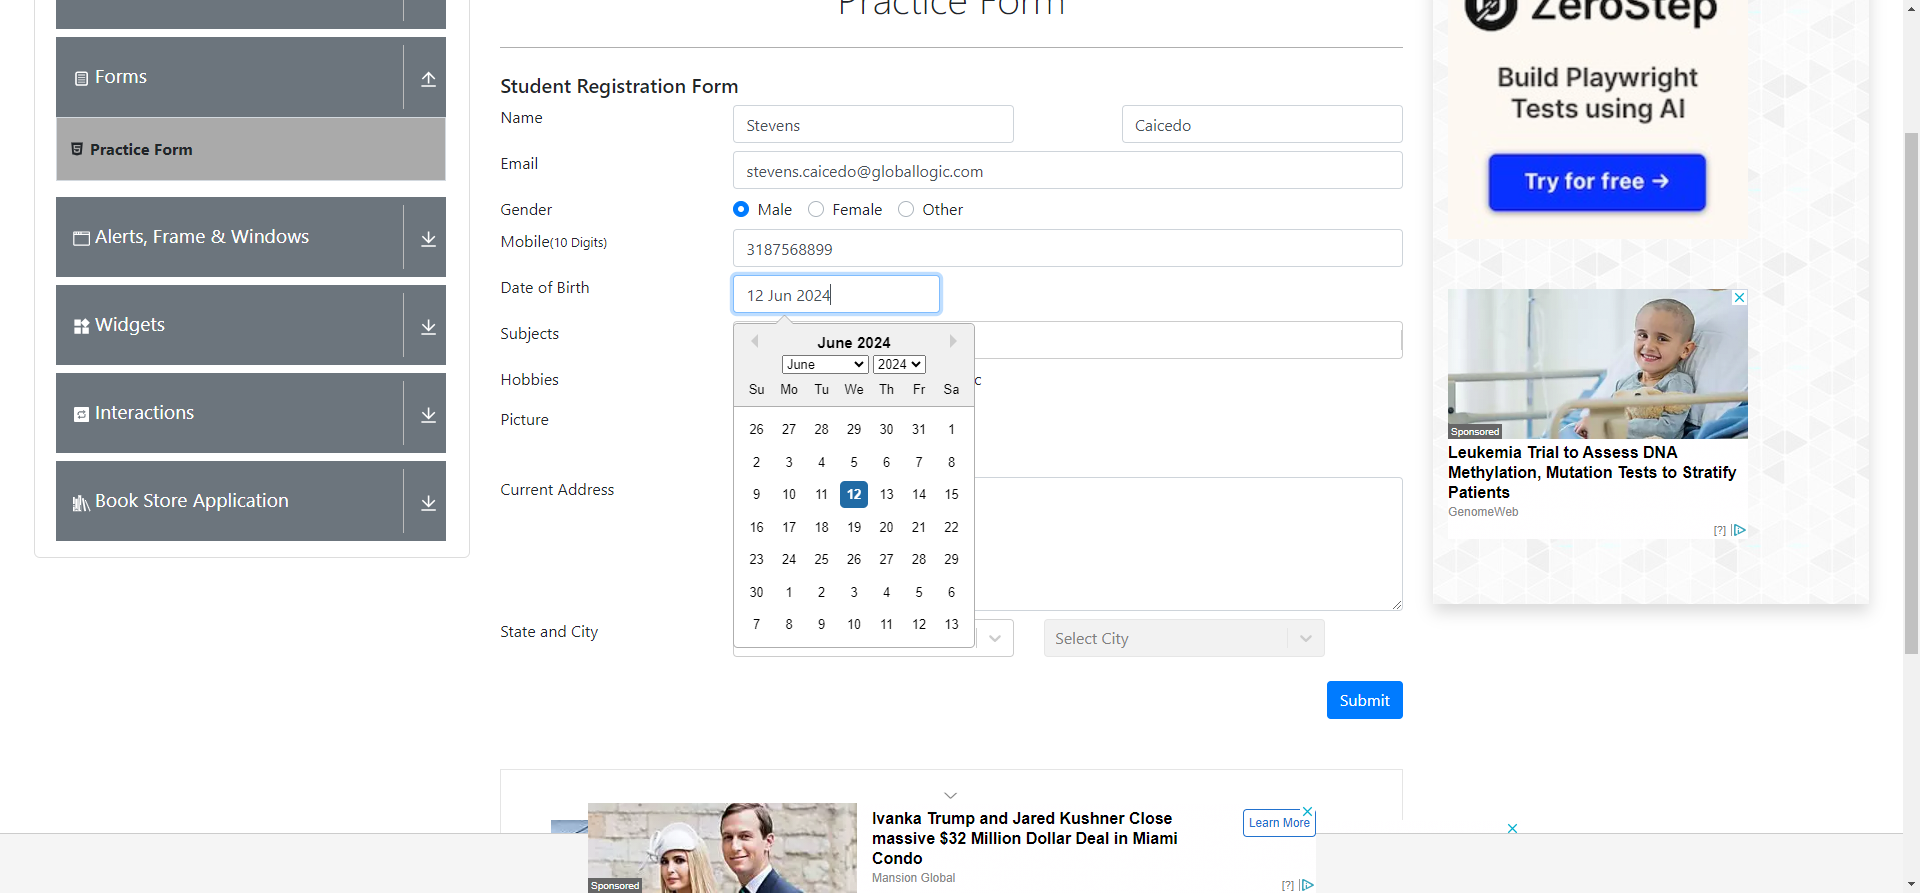 Practice Form
Forms
Practice Form
Alerts, Frame & Windows
Widgets
Interactions
Book Store Application
Student Registration Form
Name
Stevens
Caicedo
Email
stevens.caicedo@globallogic.com
Gender
Male
Female
Other
Mobile(10 Digits)
3187568899
Date of Birth
12 Jun 2024
Subjects
June 2024
June
2024
Su Mo Tu We Th Fr Sa
26 27 28 29 30 31 1
2 3 4 5 6 7 8
9 10 11 12 13 14 15
16 17 18 19 20 21 22
23 24 25 26 27 28 29
30 1 2 3 4 5 6
7 8 9 10 11 12 13
Hobbies
c
Picture
Current Address
State and City
Select City
Submit
ZeroStep
Build Playwright
Tests using AI
Try for free →
Sponsored
Leukemia Trial to Assess DNA
Methylation, Mutation Tests to Stratify
Patients
GenomeWeb
[?]
Sponsored
Ivanka Trump and Jared Kushner Close
massive $32 Million Dollar Deal in Miami
Condo
Mansion Global
Learn More
[?]